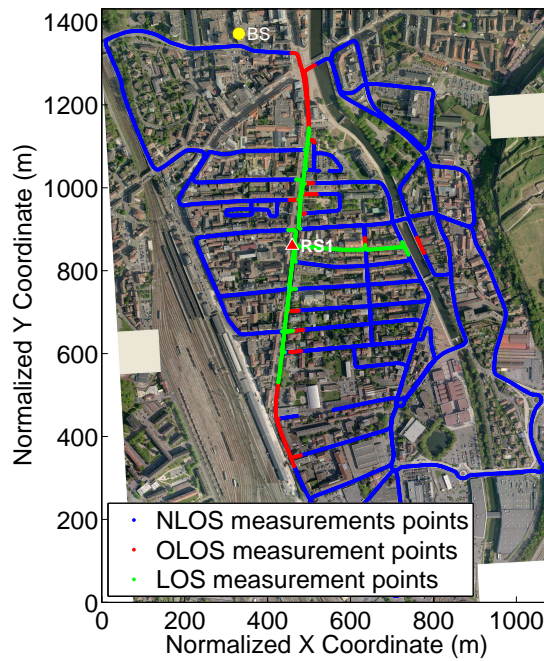 Normalized Y Coordinate (m)
1400
1200
1000
800
600
400
200
0
BS
RS1
NLOS measurements points
OLOS measurement points
LOS measurement points
0 200 400 600 800 1000
Normalized X Coordinate (m)